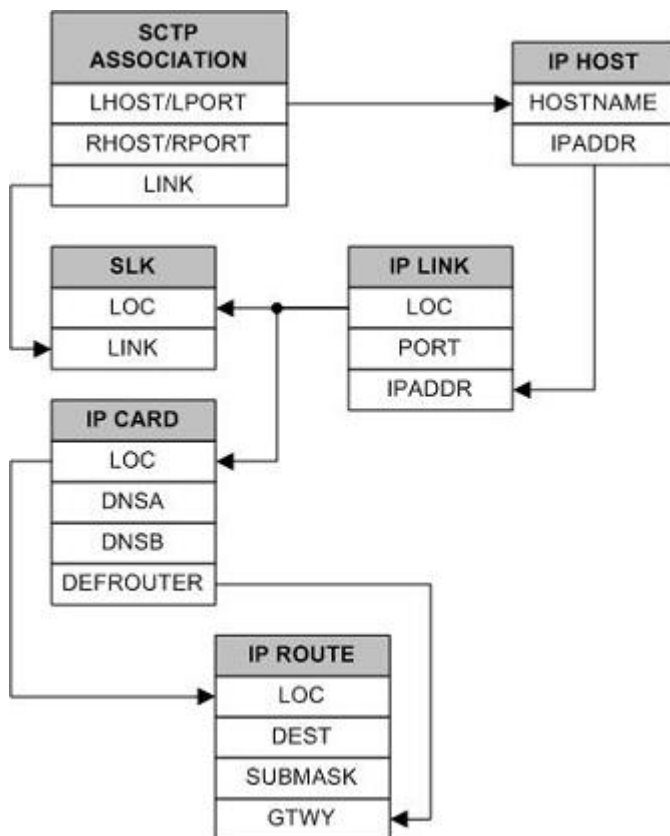 SCTP
ASSOCIATION
LHOST/LPORT
RHOST/RPORT
LINK
IP HOST
HOSTNAME
IPADDR
SLK
LOC
LINK
IP LINK
LOC
PORT
IPADDR
IP CARD
LOC
DNSA
DNSB
DEFROUTER
IP ROUTE
LOC
DEST
SUBMASK
GTWY